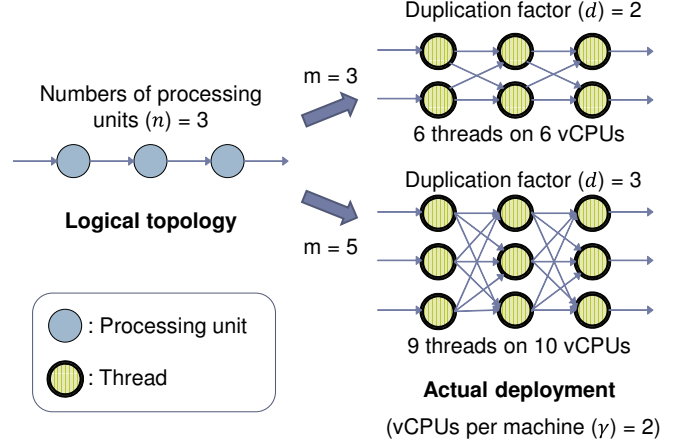 Duplication factor (𝑑) = 2
m = 3
6 threads on 6 vCPUs
Numbers of processing
units (𝑛) = 3
Logical topology
Duplication factor (𝑑) = 3
m = 5
9 threads on 10 vCPUs
: Processing unit
: Thread
Actual deployment
(vCPUs per machine (𝛾) = 2)